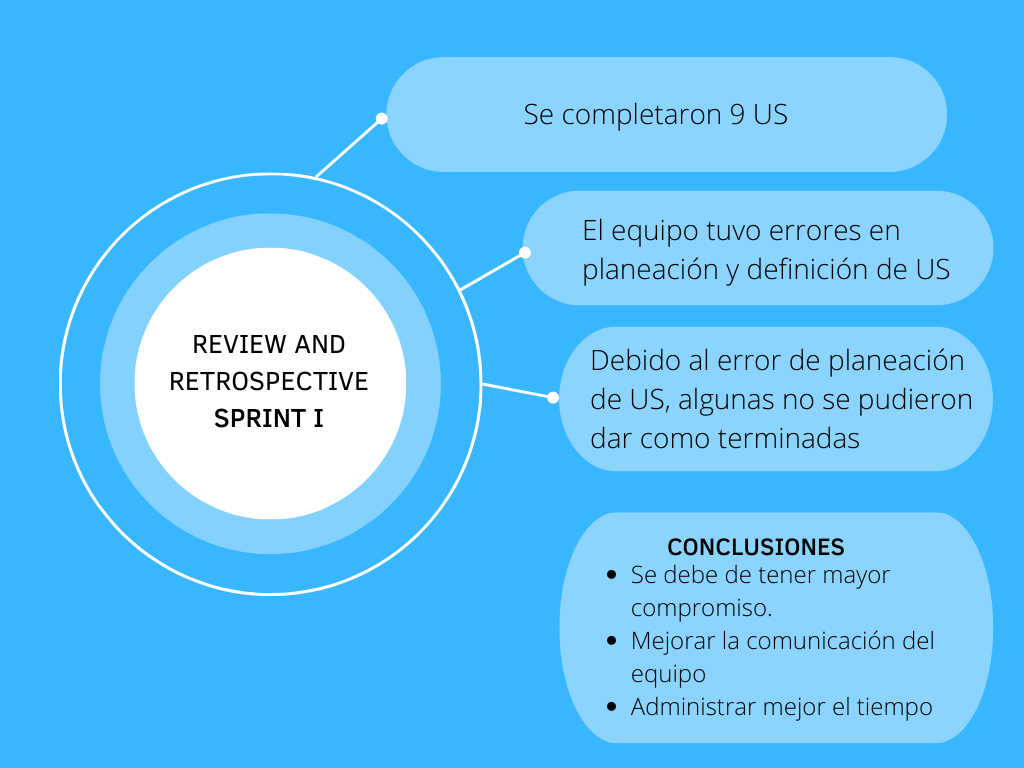 Se completaron 9 US
El equipo tuvo errores en
planeación y definición de US
Debido al error de planeación
de US, algunas no se pudieron
dar como terminadas
REVIEW AND
RETROSPECTIVE
SPRINT I
CONCLUSIONES
• Se debe de tener mayor
compromiso.
• Mejorar la comunicación del
equipo
• Administrar mejor el tiempo